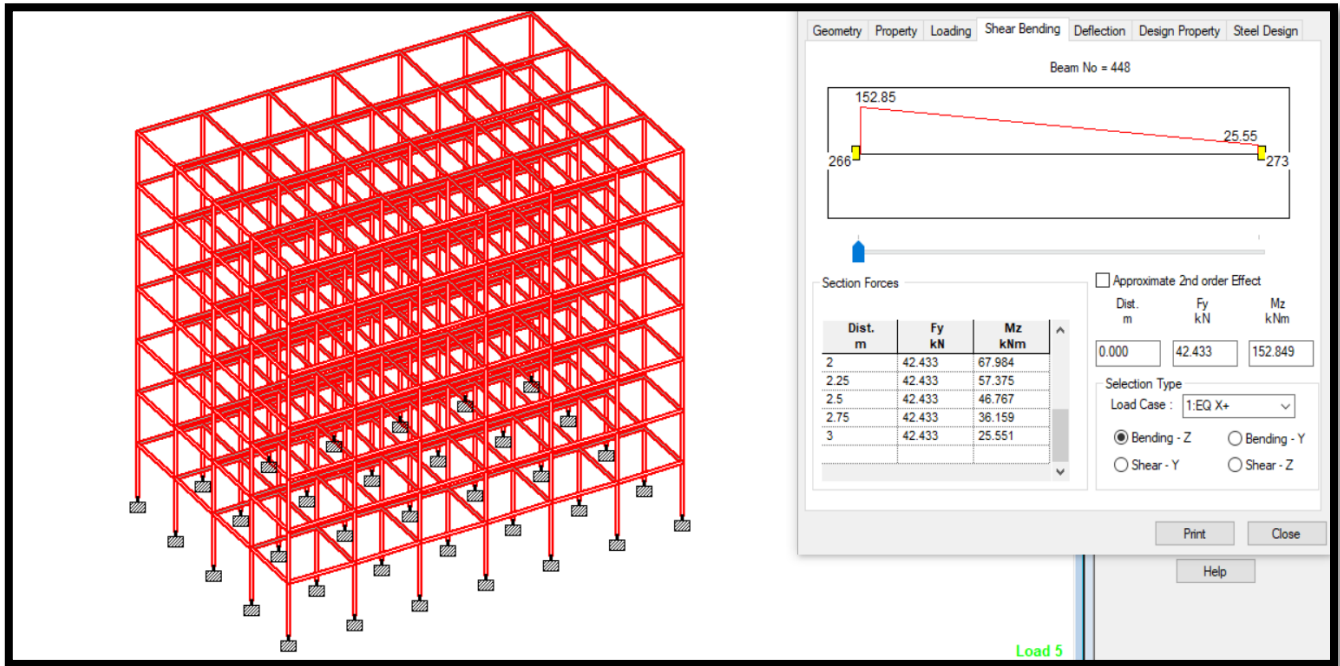 Geometry Property Loading Shear Bending Deflection Design Property Steel Design
Beam No = 448
152.85
25.55
266
273
Section Forces
Dist. Fy Mz
m kN kNm
2 42.433 67.984
2.25 42.433 57.375
2.5 42.433 46.767
2.75 42.433 36.159
3 42.433 25.551
Approximate 2nd order Effect
Dist. Fy Mz
m kN kNm
0.000 42.433 152.849
Selection Type
Load Case : 1:EQ X+
Bending - Z Bending - Y
Shear - Y Shear - Z
Print Close
Help
Load 5